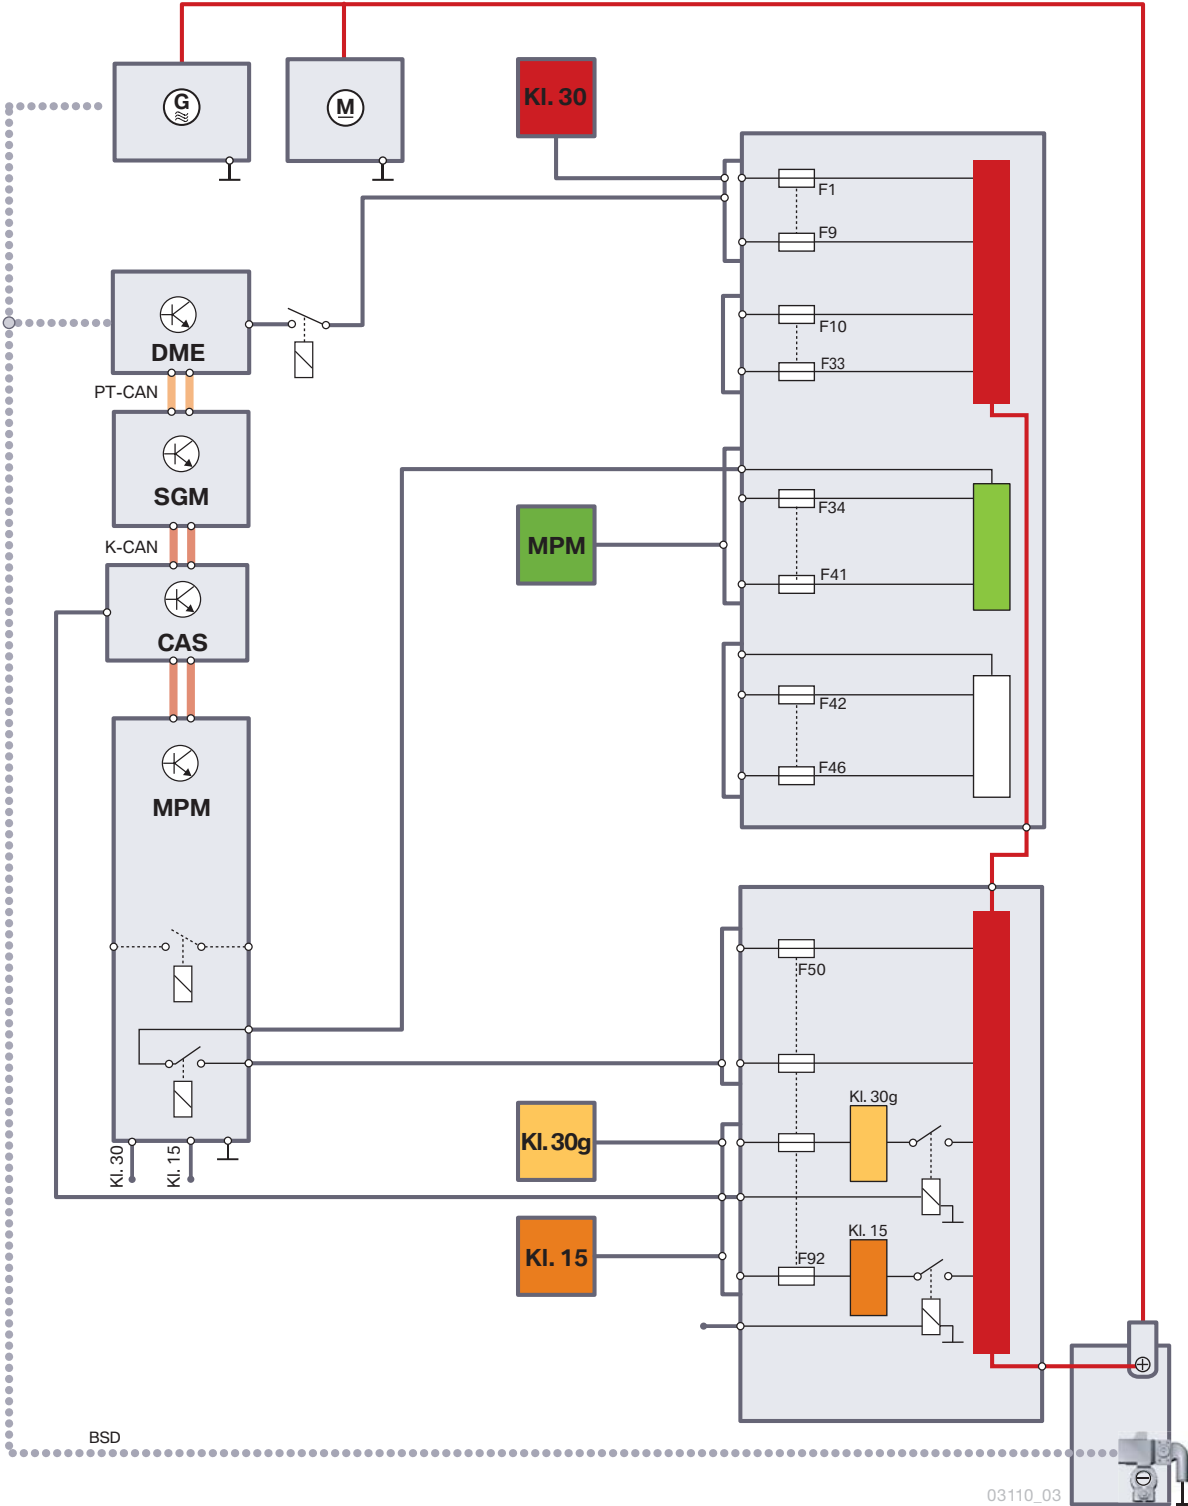 G
M
Kl. 30
F1
F9
F10
DME
F33
PT-CAN
SGM
F34
K-CAN
MPM
F41
CAS
F42
F46
MPM
F50
Kl. 30g
Kl. 30g
Kl. 30
Kl. 15
Kl. 15
Kl. 15
F92
BSD
03110_03